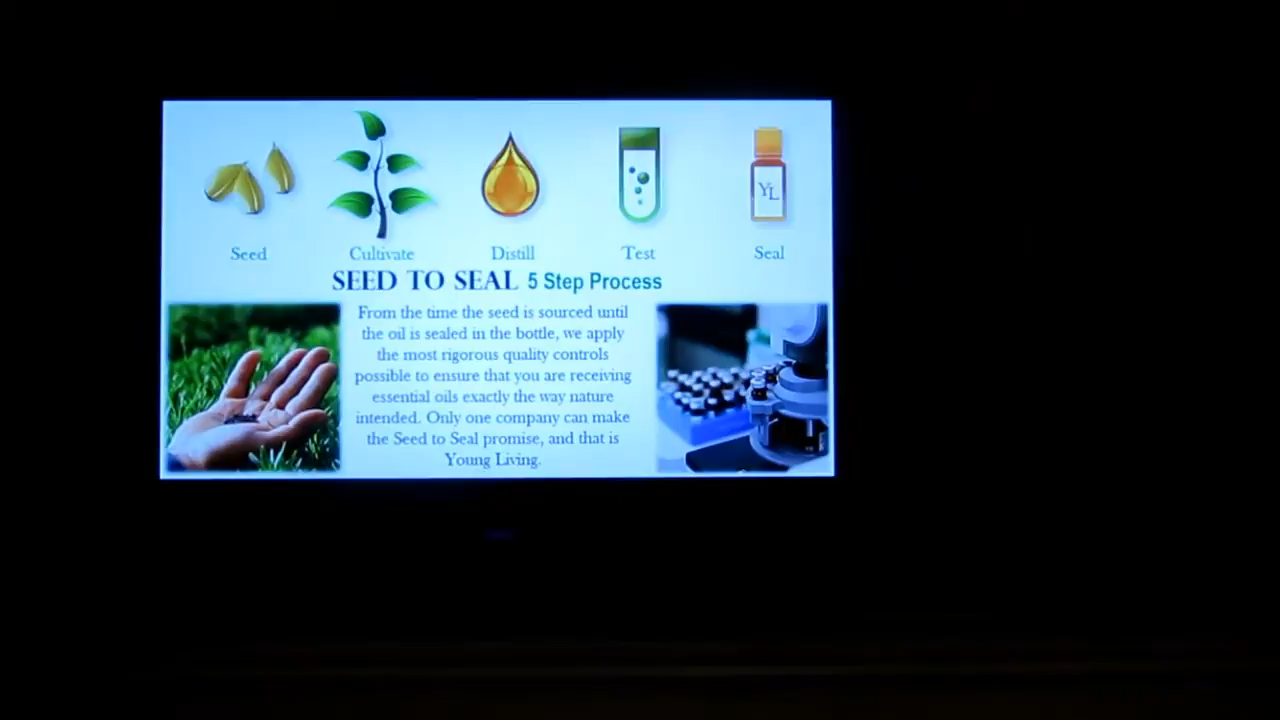 YL
Seed Cultivate Distill Test Seal
SEED TO SEAL 5 Step Process
From the time the seed is sourced until
the oil is sealed in the bottle, we apply
the most rigorous quality controls
possible to ensure that you are receiving
essential oils exactly the way nature
intended. Only one company can make
the Seed to Seal promise, and that is
Young Living.